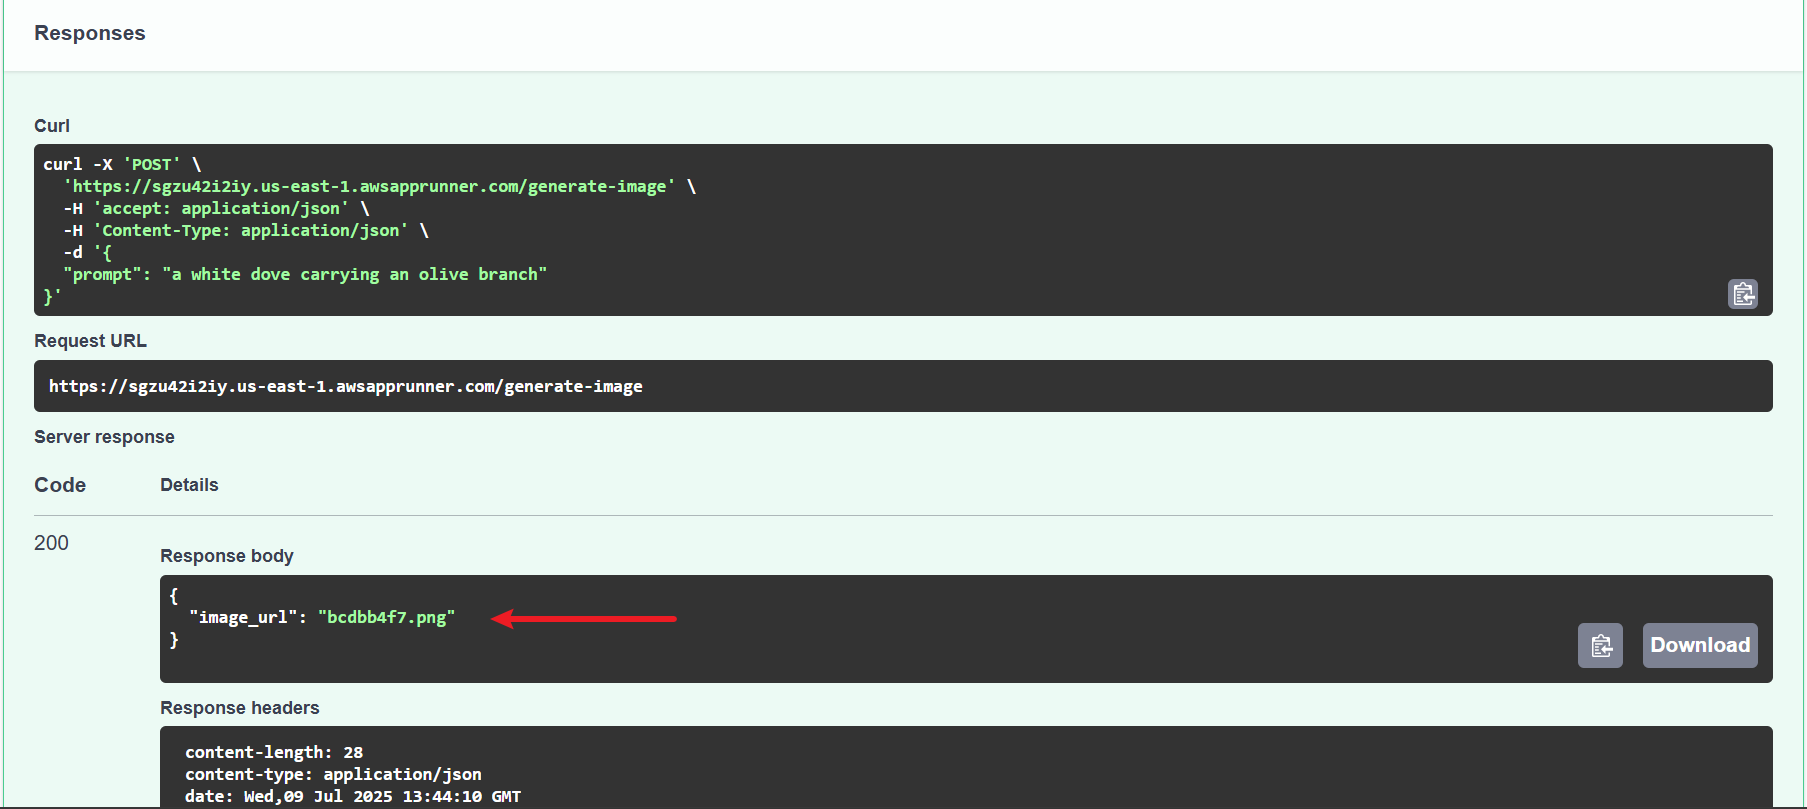 Responses
Curl
curl -X 'POST' \
'https://sgzu42i2iy.us-east-1.awsapprunner.com/generate-image' \
-H 'accept: application/json' \
-H 'Content-Type: application/json' \
-d '{
"prompt": "a white dove carrying an olive branch"
}'
Request URL
https://sgzu42i2iy.us-east-1.awsapprunner.com/generate-image
Server response
Code Details
200
Response body
{
"image_url": "bcdbb4f7.png"
}
Download
Response headers
content-length: 28
content-type: application/json
date: Wed,09 Jul 2025 13:44:10 GMT